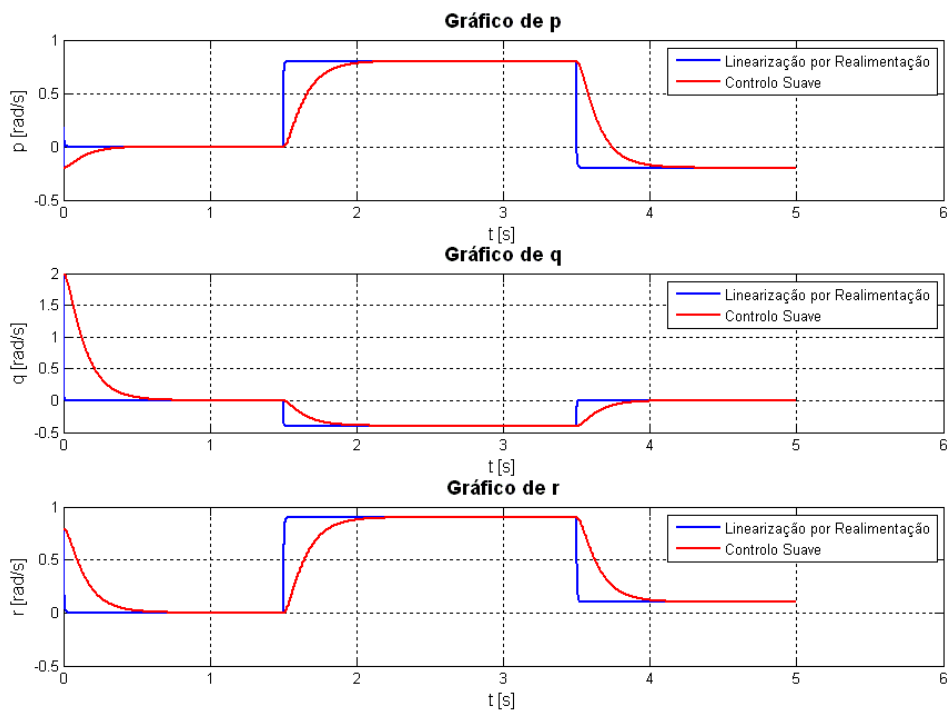 Gráfico de p
1
0.5
0
-0.5
p [rad/s]
Linearização por Realimentação
Controlo Suave
0 1 2 3 4 5 6
t [s]
Gráfico de q
2
1.5
1
0.5
0
-0.5
q [rad/s]
Linearização por Realimentação
Controlo Suave
0 1 2 3 4 5 6
t [s]
Gráfico de r
1
0.5
0
-0.5
r [rad/s]
Linearização por Realimentação
Controlo Suave
0 1 2 3 4 5 6
t [s]